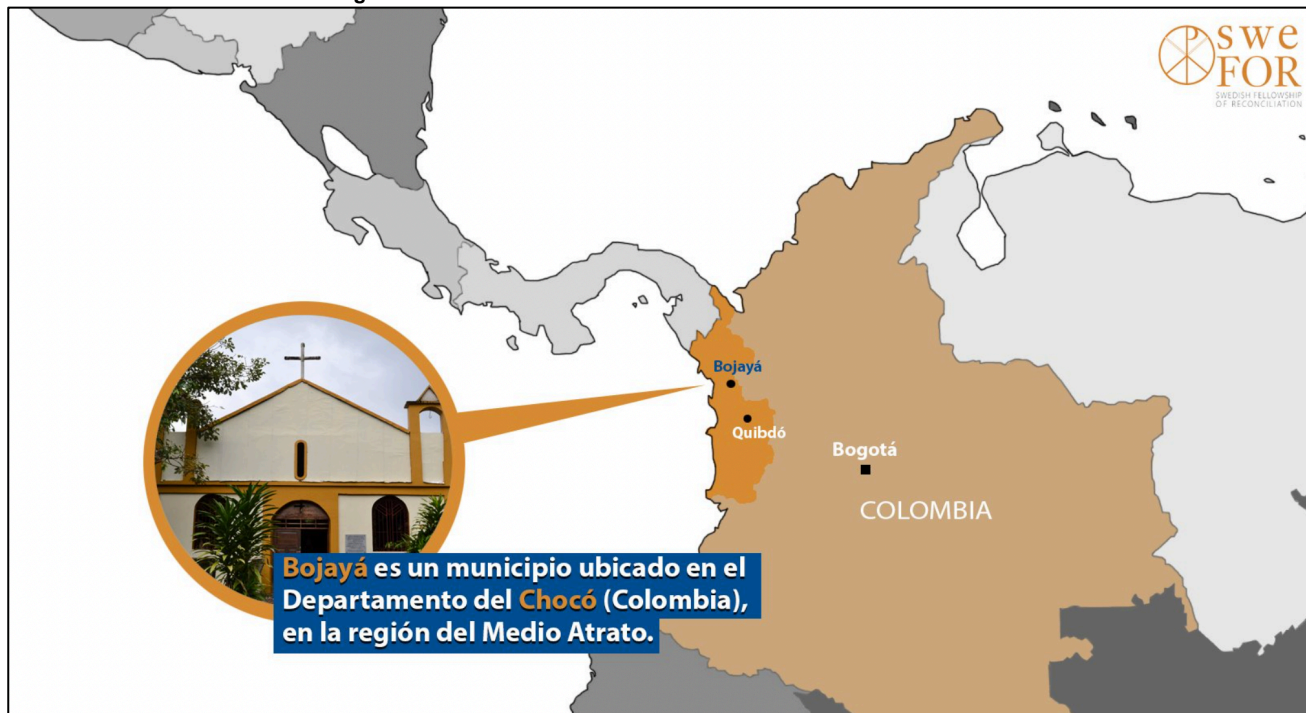 swe
FOR
SWEDISH FELLOWSHIP
OF RECONCILIATION
Bojayá
Quibdó
Bogotá
COLOMBIA
Bojayá es un municipio ubicado en el
Departamento del Chocó (Colombia),
en la región del Medio Atrato.